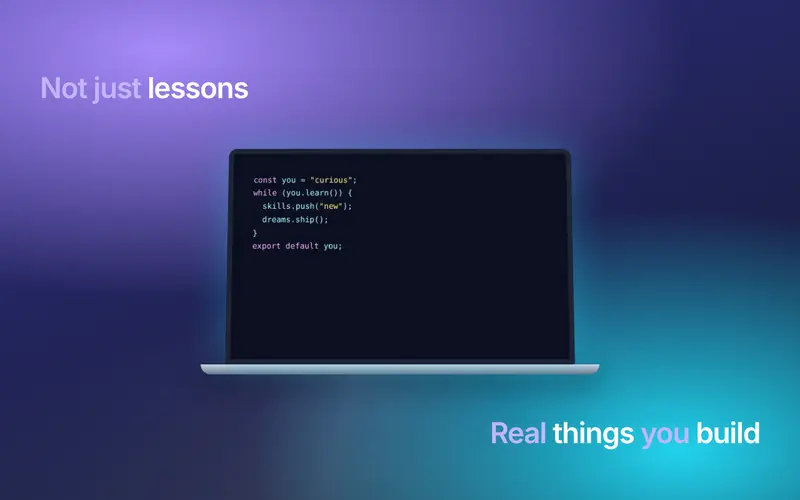 Not just lessons
const you = "curious";
while (you.learn()) {
  skills.push("new");
  dreams.ship();
}
export default you;
Real things you build